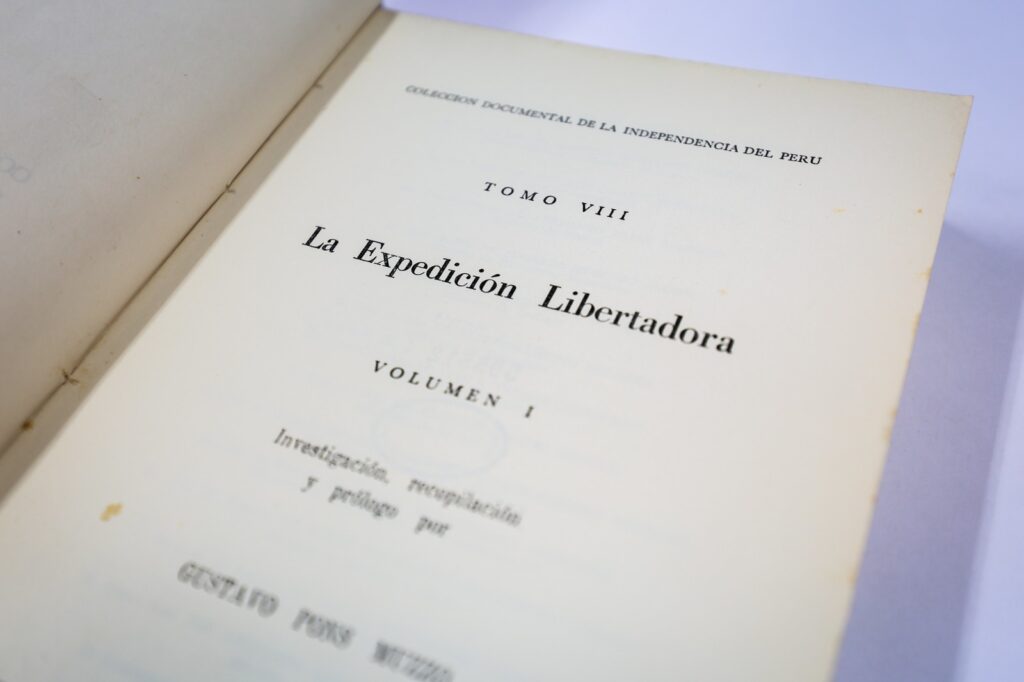 COLECCION DOCUMENTAL DE LA INDEPENDENCIA DEL PERU
TOMO VIII
La Expedición Libertadora
VOLUMEN I
Investigación, recopilación
y prólogo por
GUSTAVO PONS MUZZO